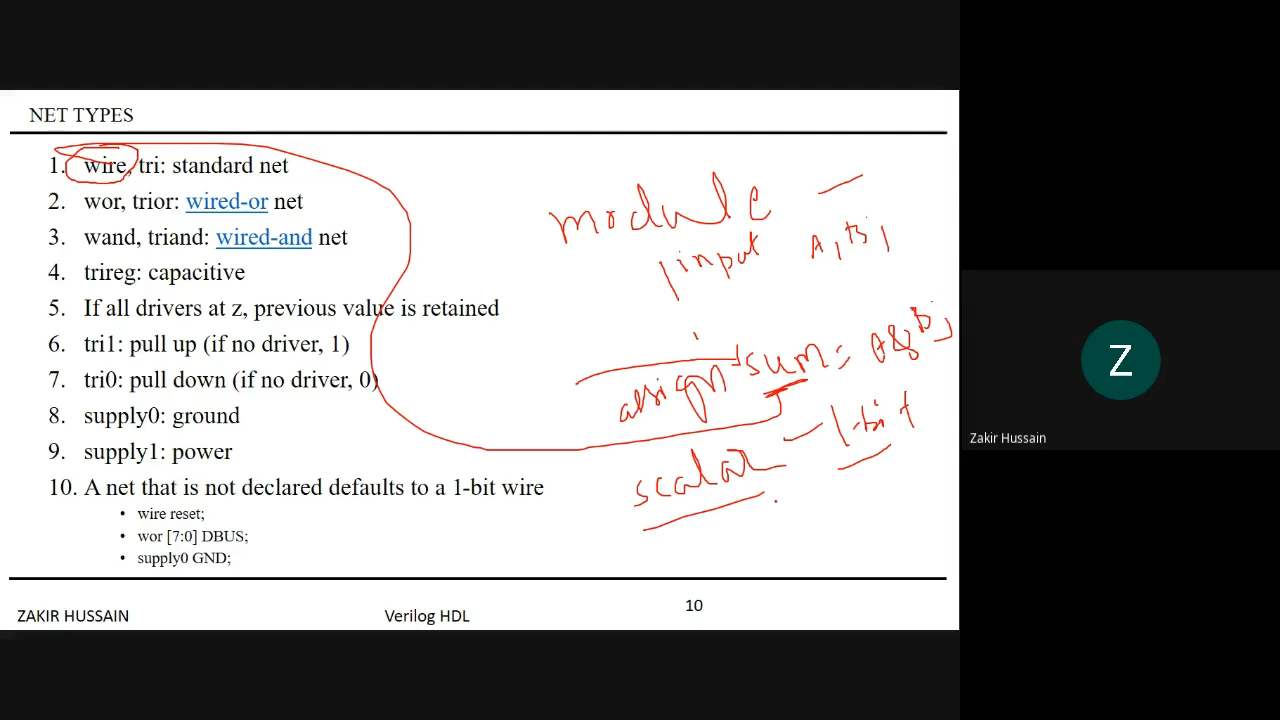 NET TYPES
1. wire, tri: standard net
2. wor, trior: wired-or net
3. wand, triand: wired-and net
4. trireg: capacitive
5. If all drivers at z, previous value is retained
6. tri1: pull up (if no driver, 1)
7. tri0: pull down (if no driver, 0)
8. supply0: ground
9. supply1: power
10. A net that is not declared defaults to a 1-bit wire
• wire reset;
• wor [7:0] DBUS;
• supply0 GND;
module
input A, B;
assign sum = A & B;
scalar - 1-bit
ZAKIR HUSSAIN
Verilog HDL
10
Z
Zakir Hussain